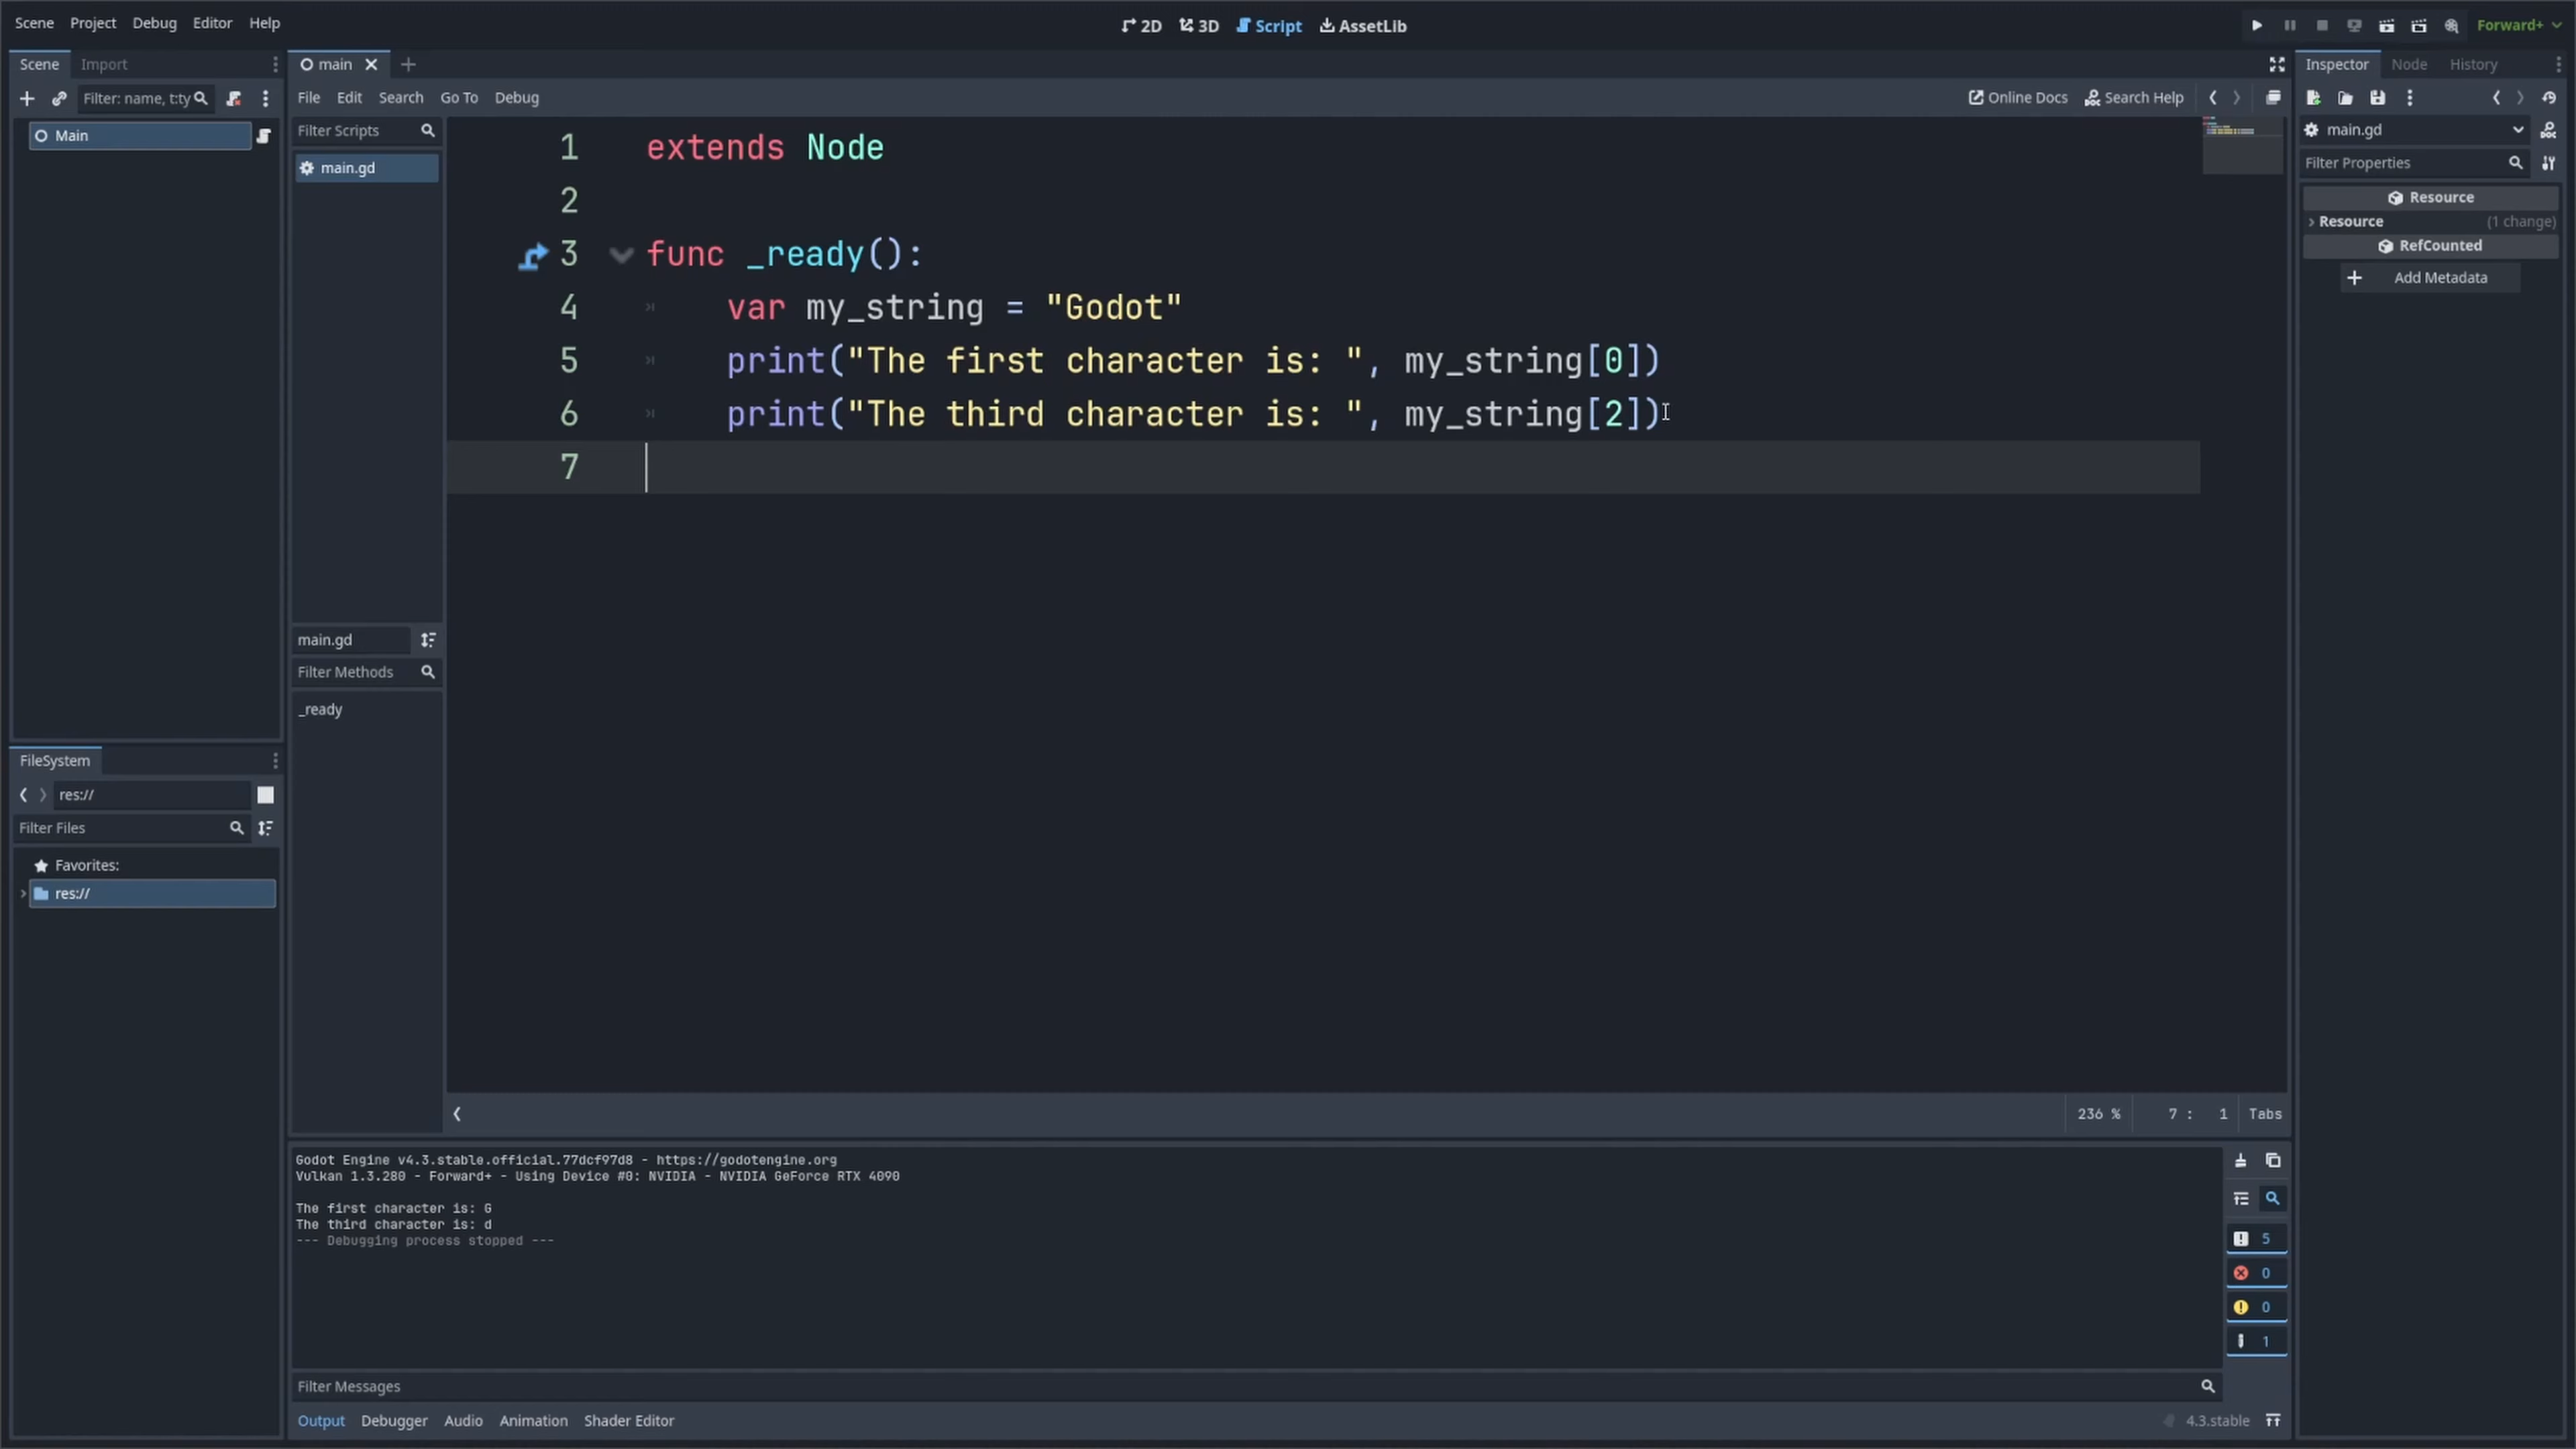 Scene Project Debug Editor Help
2D 3D Script AssetLib
Forward+
Scene Import
Filter: name, t:ty
Main
main
File Edit Search Go To Debug
Online Docs Search Help
Filter Scripts
main.gd
main.gd
Filter Methods
_ready
1 extends Node
2
3 func _ready():
4 var my_string = "Godot"
5 print("The first character is: ", my_string[0])
6 print("The third character is: ", my_string[2])
7
236 % 7 : 1 Tabs
FileSystem
res://
Filter Files
Favorites:
res://
Godot Engine v4.3.stable.official.77dcf97d8 - https://godotengine.org
Vulkan 1.3.280 - Forward+ - Using Device #0: NVIDIA - NVIDIA GeForce RTX 4090
The first character is: G
The third character is: d
--- Debugging process stopped ---
5
0
0
1
Filter Messages
Output Debugger Audio Animation Shader Editor
4.3.stable
Inspector Node History
main.gd
Filter Properties
Resource
Resource (1 change)
RefCounted
Add Metadata